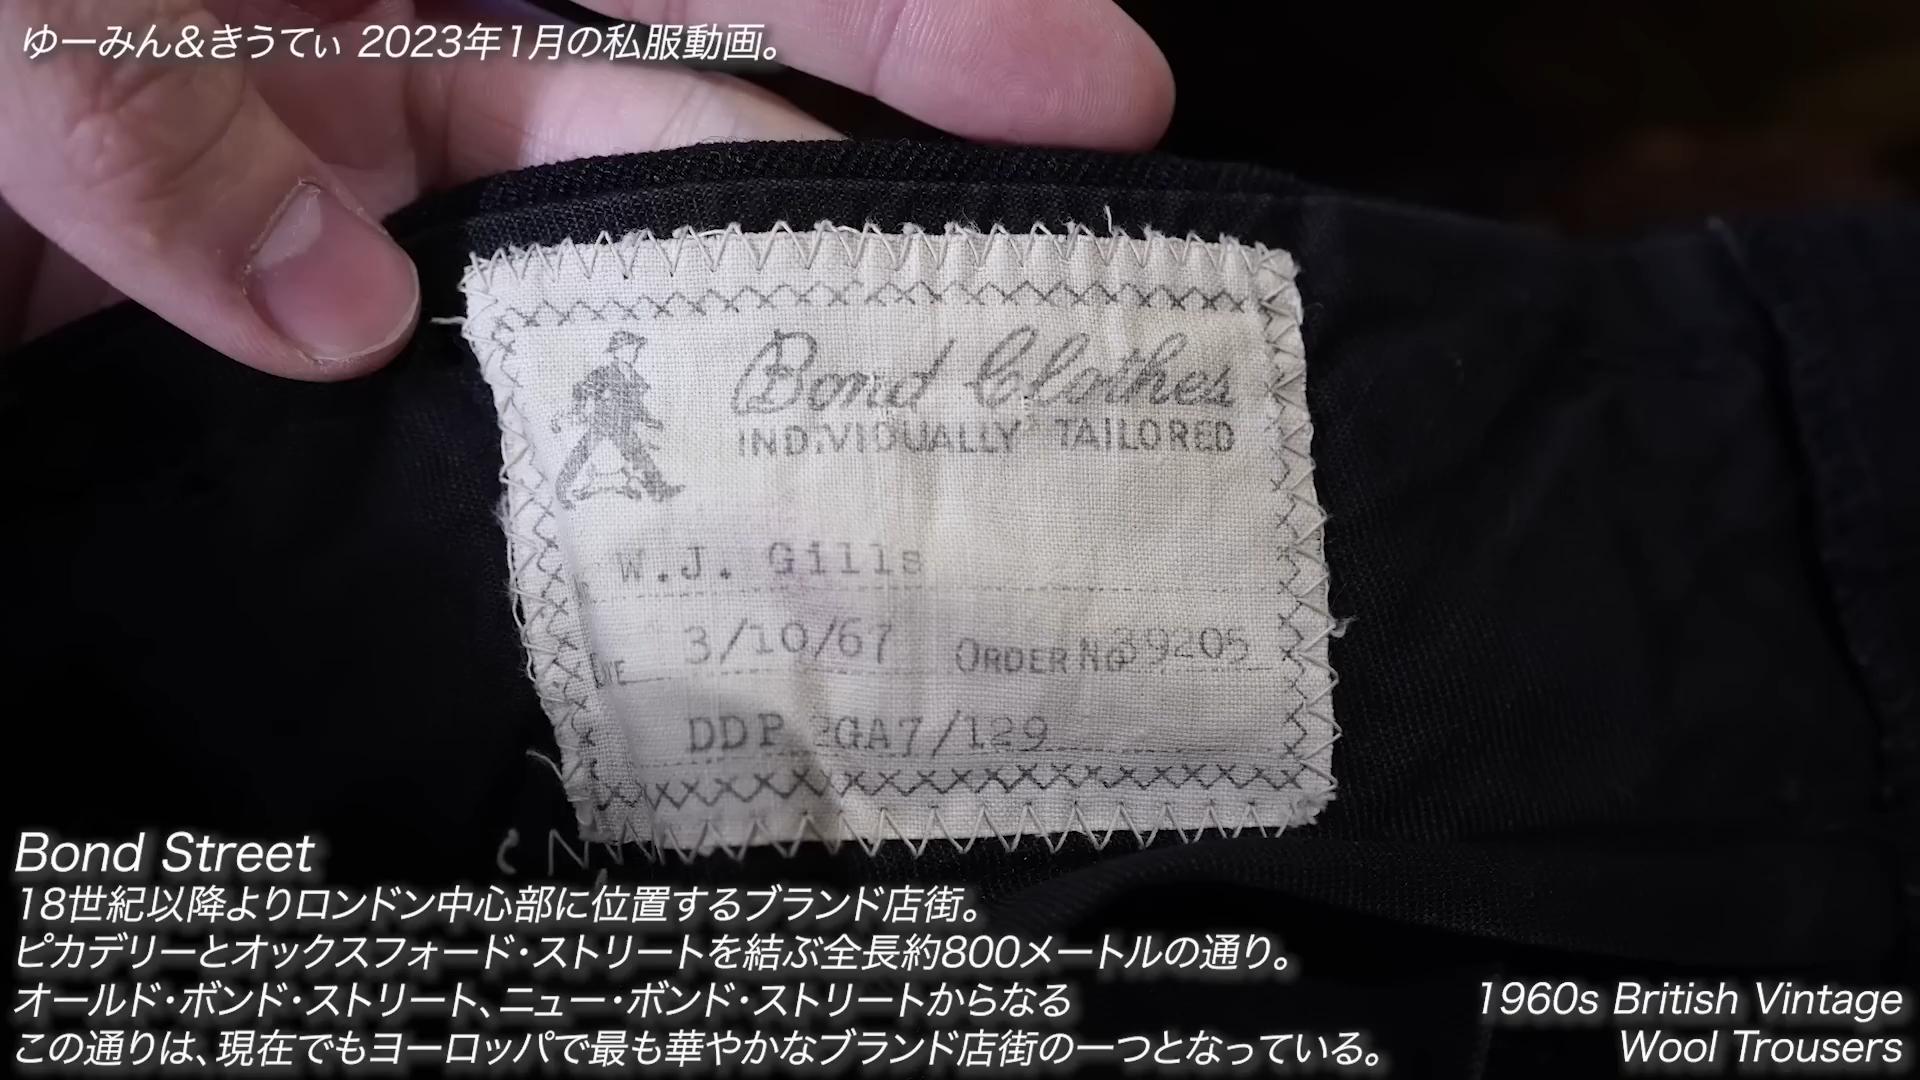 ゆーみん&きうてぃ 2023年1月の私服動画。
Bond Clothes
INDIVIDUALLY TAILORED
W.J. Gills
3/10/67 ORDER No 39205
DDP 2GA7/129
Bond Street
18世紀以降よりロンドン中心部に位置するブランド店街。
ピカデリーとオックスフォード・ストリートを結ぶ全長約800メートルの通り。
オールド・ボンド・ストリート、ニュー・ボンド・ストリートからなる
この通りは、現在でもヨーロッパで最も華やかなブランド店街の一つとなっている。
1960s British Vintage
Wool Trousers